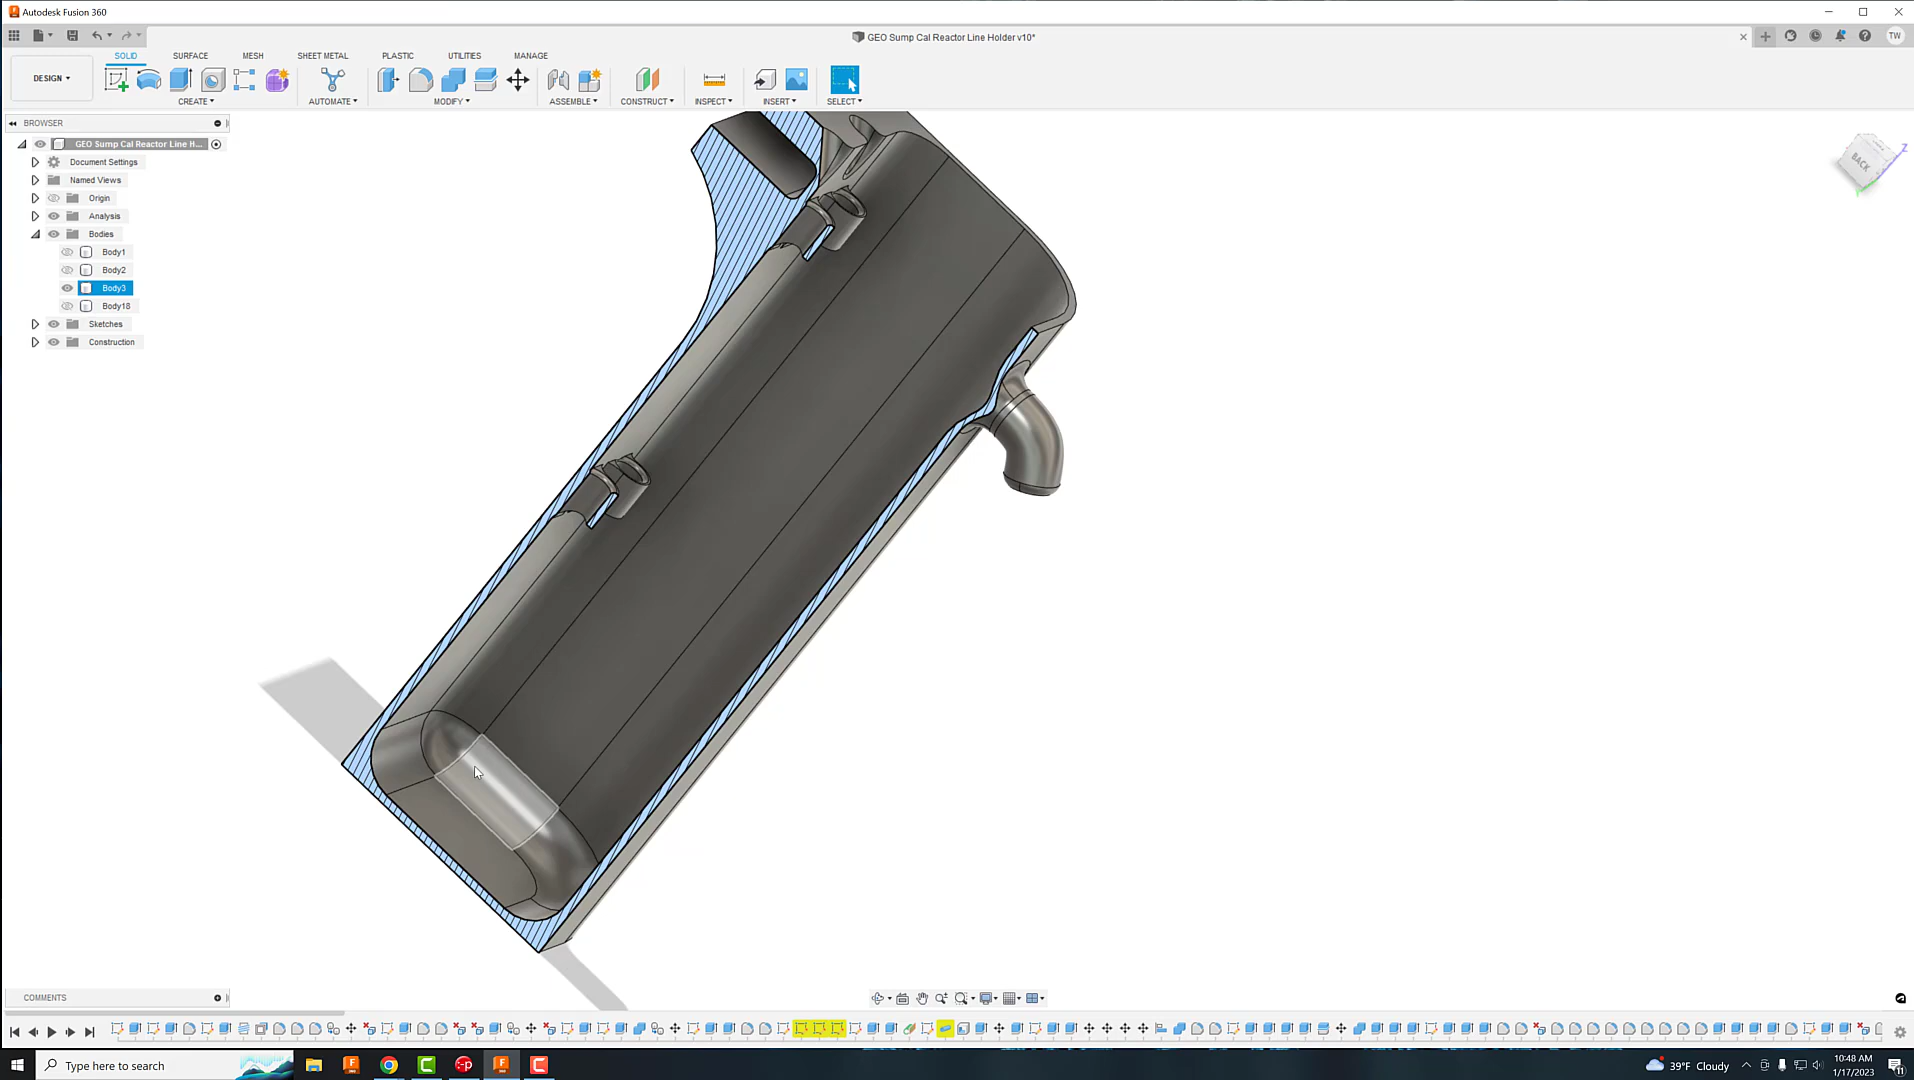 Autodesk Fusion 360
GEO Sump Cal Reactor Line Holder v10*
TW
SOLID SURFACE MESH SHEET METAL PLASTIC UTILITIES MANAGE
DESIGN
CREATE AUTOMATE MODIFY ASSEMBLE CONSTRUCT INSPECT INSERT SELECT
BROWSER
GEO Sump Cal Reactor Line H...
Document Settings
Named Views
Origin
Analysis
Bodies
Body1
Body2
Body3
Body18
Sketches
Construction
BACK
Z
COMMENTS
Type here to search
39°F Cloudy
10:48 AM
1/17/2023
11